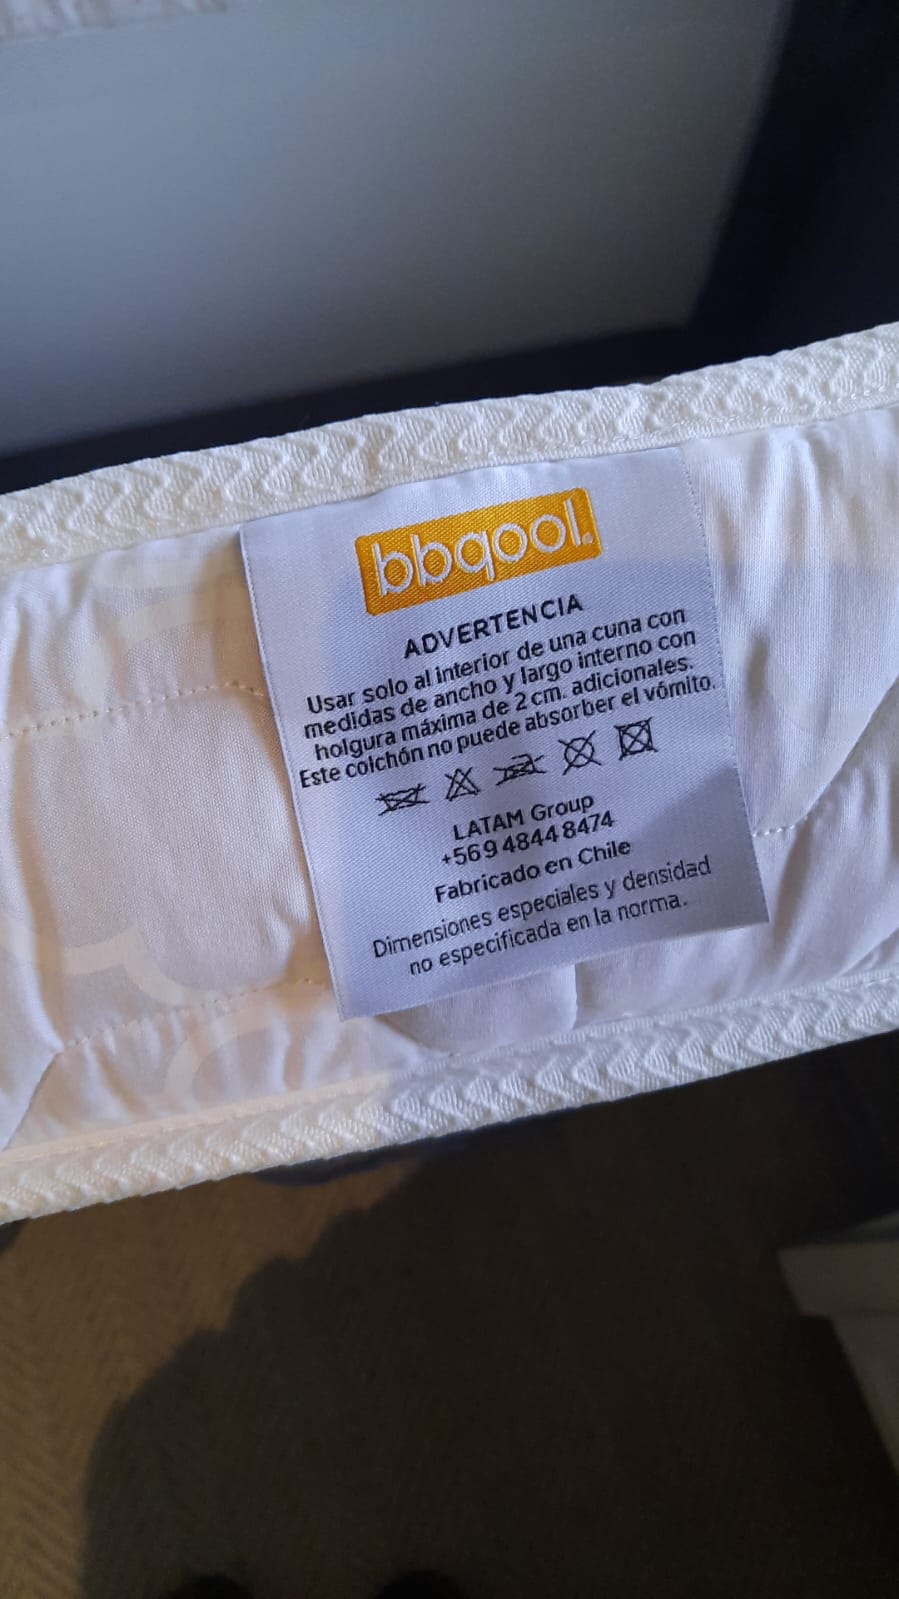 bbqool.
ADVERTENCIA
Usar solo al interior de una cuna con
medidas de ancho y largo interno con
holgura máxima de 2 cm. adicionales.
Este colchón no puede absorber el vómito.
LATAM Group
+56 9 4844 8474
Fabricado en Chile
Dimensiones especiales y densidad
no especificada en la norma.